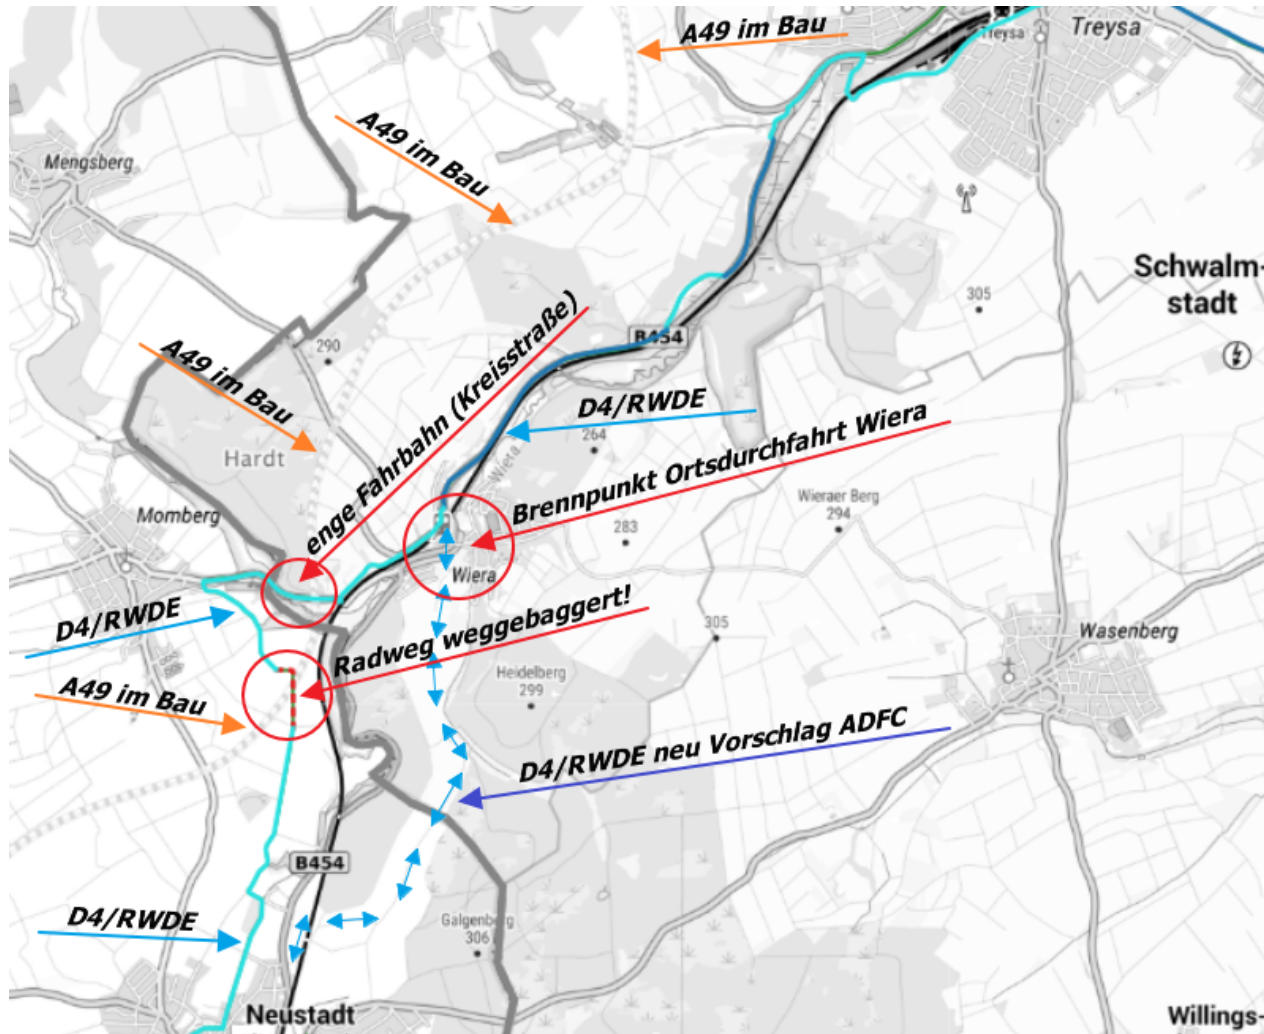 A49 im Bau
Treysa
Treysa
A49 im Bau
Mengsberg
Schwalm-
stadt
305
B454
290
enge Fahrbahn (Kreisstraße)
A49 im Bau
D4/RWDE
Hardt
264
Wiera
Brennpunkt Ortsdurchfahrt Wiera
Momberg
Wieraer Berg
294
283
Wiera
D4/RWDE
Radweg weggebaggert!
305
Wasenberg
Heidelberg
299
A49 im Bau
D4/RWDE neu Vorschlag ADFC
B454
D4/RWDE
Galgenberg
306
Neustadt
Willings-